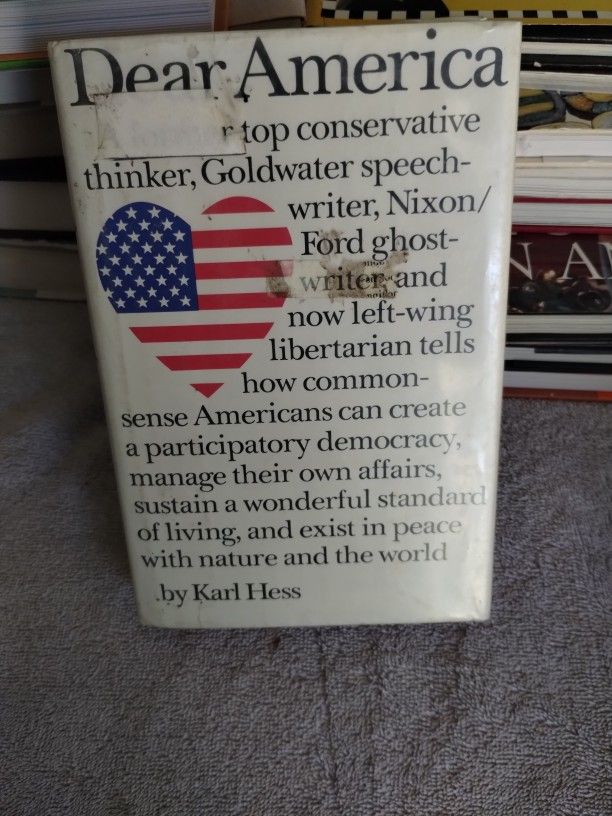 Dear America
A former top conservative
thinker, Goldwater speech-
writer, Nixon/
Ford ghost-
writer, and
now left-wing
libertarian tells
how common-
sense Americans can create
a participatory democracy,
manage their own affairs,
sustain a wonderful standard
of living, and exist in peace
with nature and the world
by Karl Hess
N A